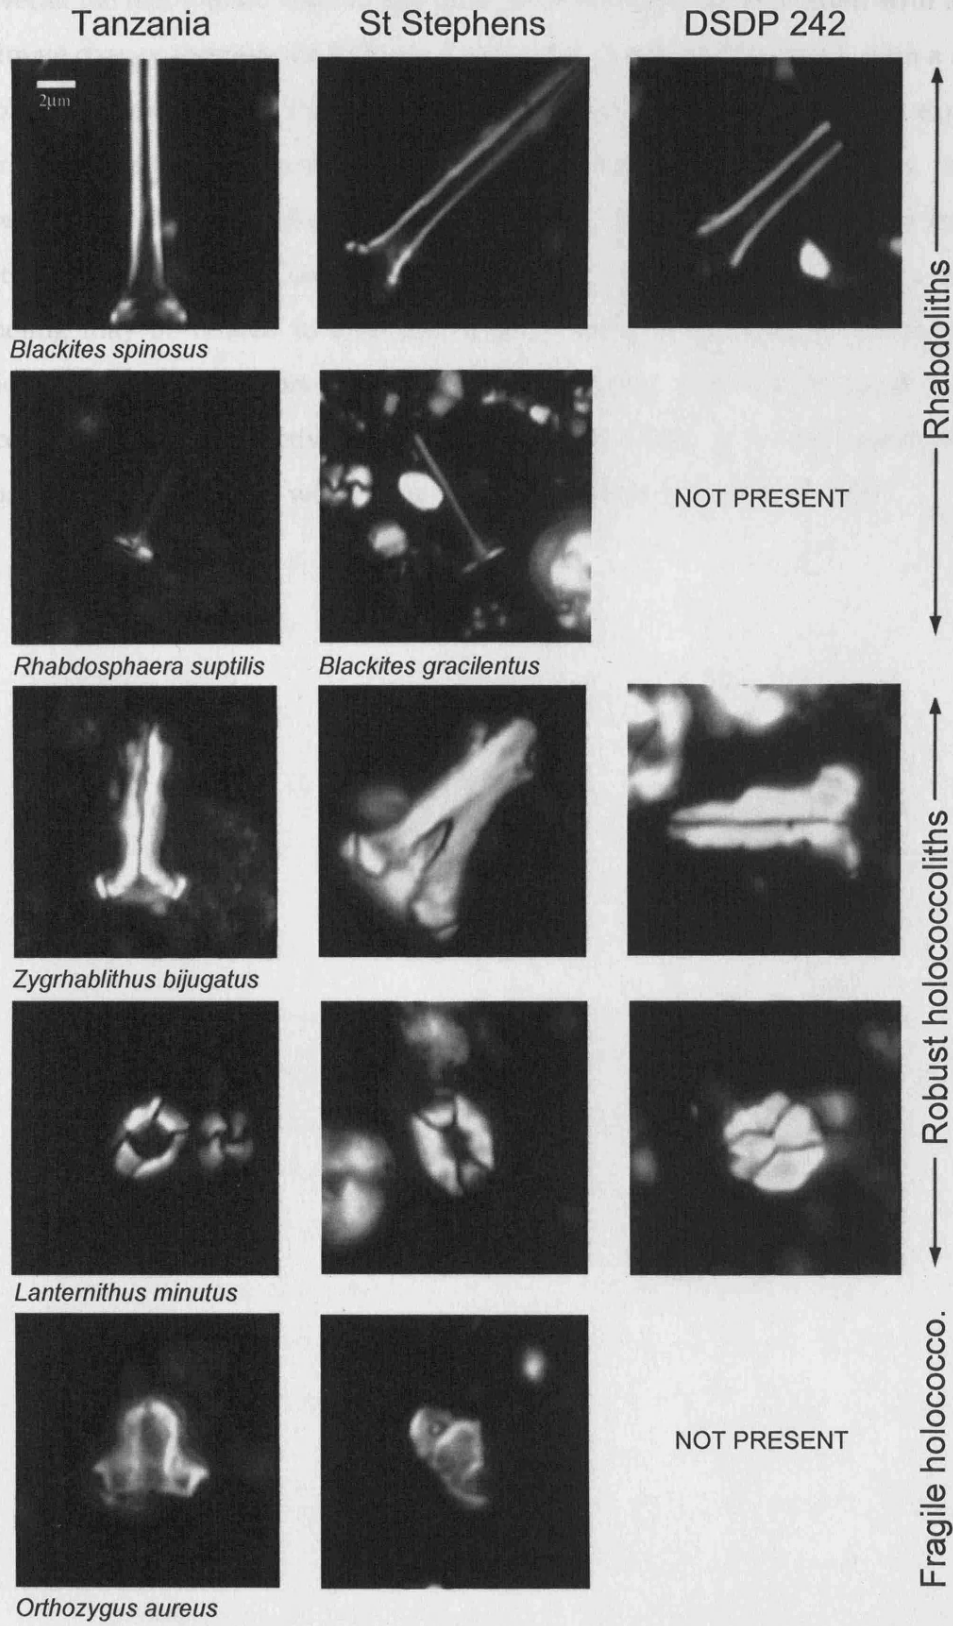 Tanzania St Stephens DSDP 242
2µm
Blackites spinosus
NOT PRESENT
Rhabdosphaera suptilis Blackites gracilentus
Rhabdoliths
Zygrhablithus bijugatus
Lanternithus minutus
Robust holococcoliths
NOT PRESENT
Orthozygus aureus
Fragile holococco.